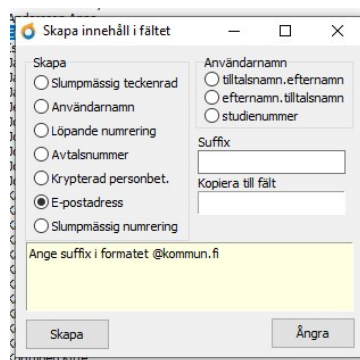 Skapa innehåll i fältet
Skapa
Slumpmässig teckenrad
Användarnamn
Löpande numrering
Avtalsnummer
Krypterad personbet.
E-postadress
Slumpmässig numrering
Användarnamn
tilltalsnamn.efternamn
efternamn.tilltalsnamn
studienummer
Suffix
Kopiera till fält
Ange suffix i formatet @kommun.fi
Skapa
Ångra